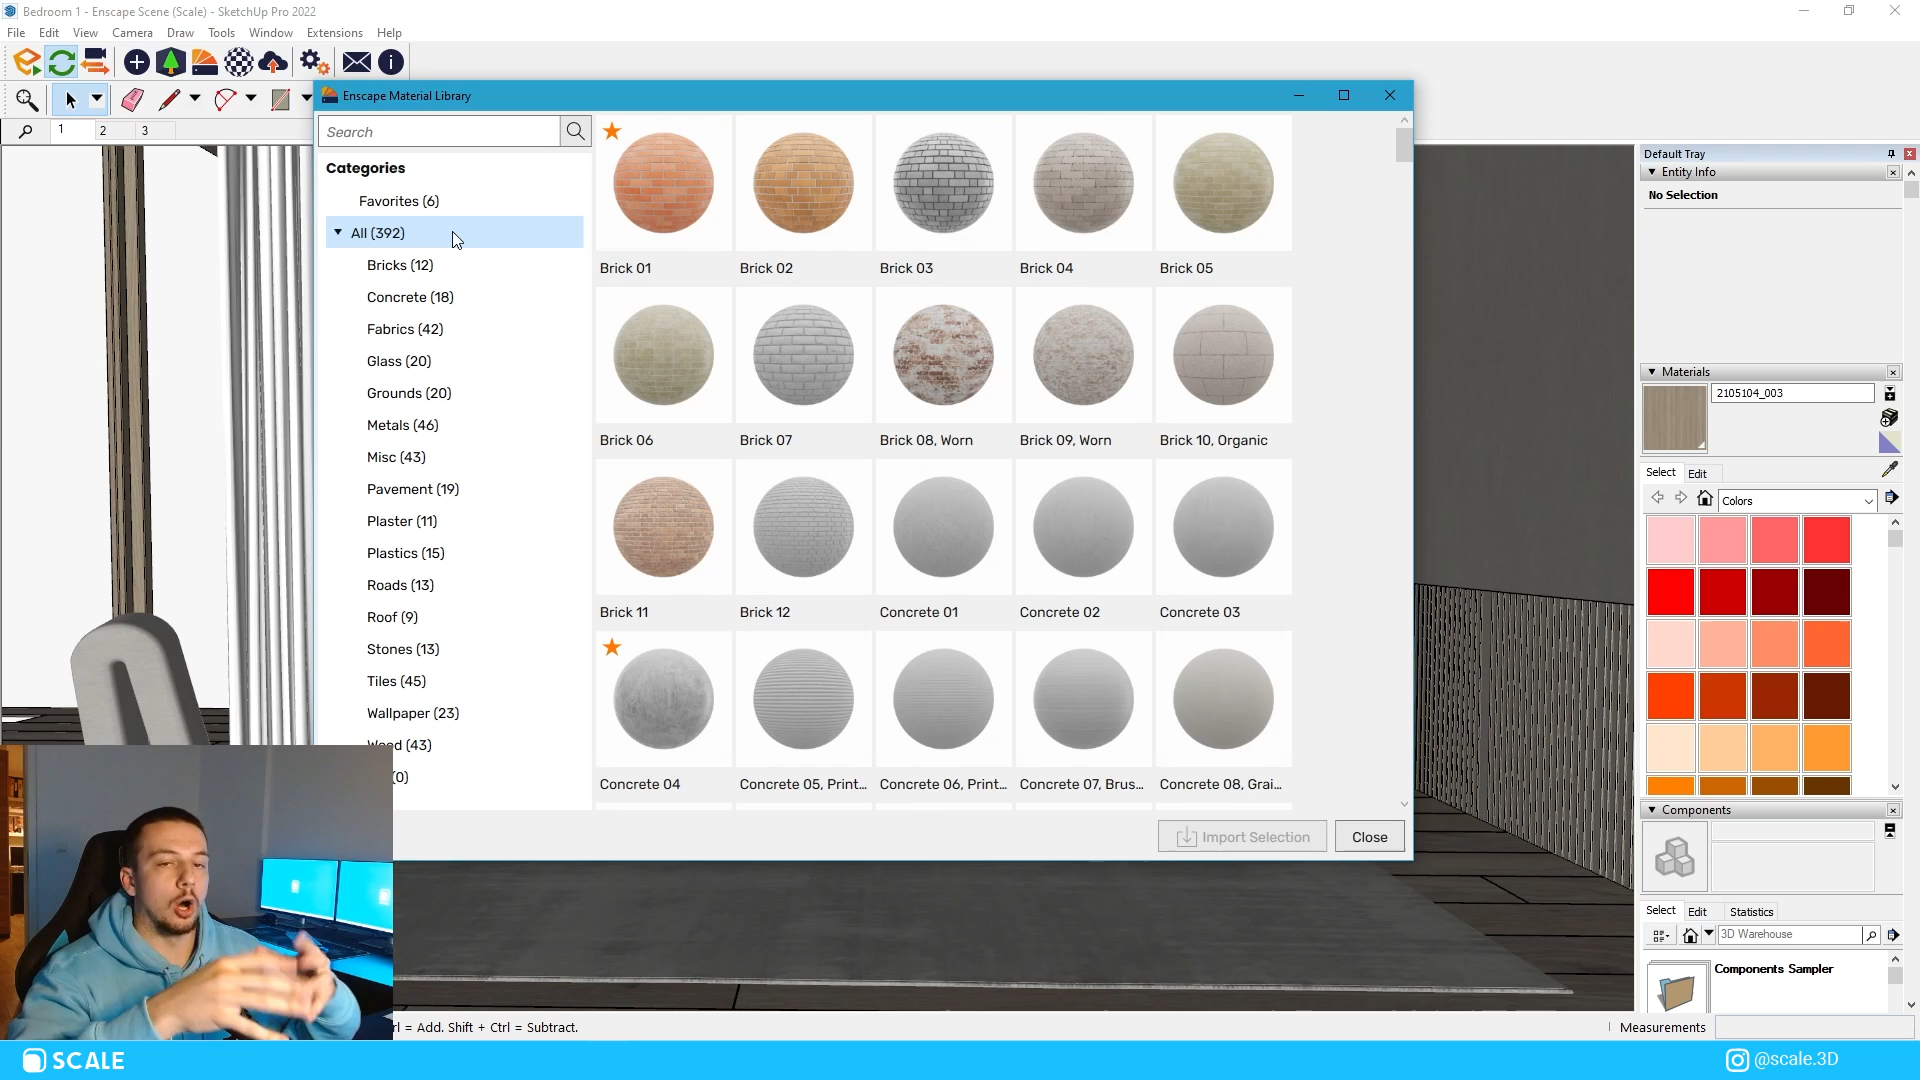 Bedroom 1 - Enscape Scene (Scale) - SketchUp Pro 2022
File Edit View Camera Draw Tools Window Extensions Help
Enscape Material Library
1 2 3
Search
Categories
Favorites (6)
All (392)
Bricks (12)
Concrete (18)
Fabrics (42)
Glass (20)
Grounds (20)
Metals (46)
Misc (43)
Pavement (19)
Plaster (11)
Plastics (15)
Roads (13)
Roof (9)
Stones (13)
Tiles (45)
Wallpaper (23)
(43)
(0)
Brick 01 Brick 02 Brick 03 Brick 04 Brick 05
Brick 06 Brick 07 Brick 08, Worn Brick 09, Worn Brick 10, Organic
Brick 11 Brick 12 Concrete 01 Concrete 02 Concrete 03
Concrete 04 Concrete 05, Print... Concrete 06, Print... Concrete 07, Brus... Concrete 08, Grai...
Import Selection Close
Default Tray
Entity Info
No Selection
Materials
2105104_003
Select Edit
Colors
Components
Select Edit Statistics
3D Warehouse
Components Sampler
= Add. Shift + Ctrl = Subtract.
Measurements
SCALE
@scale.3D